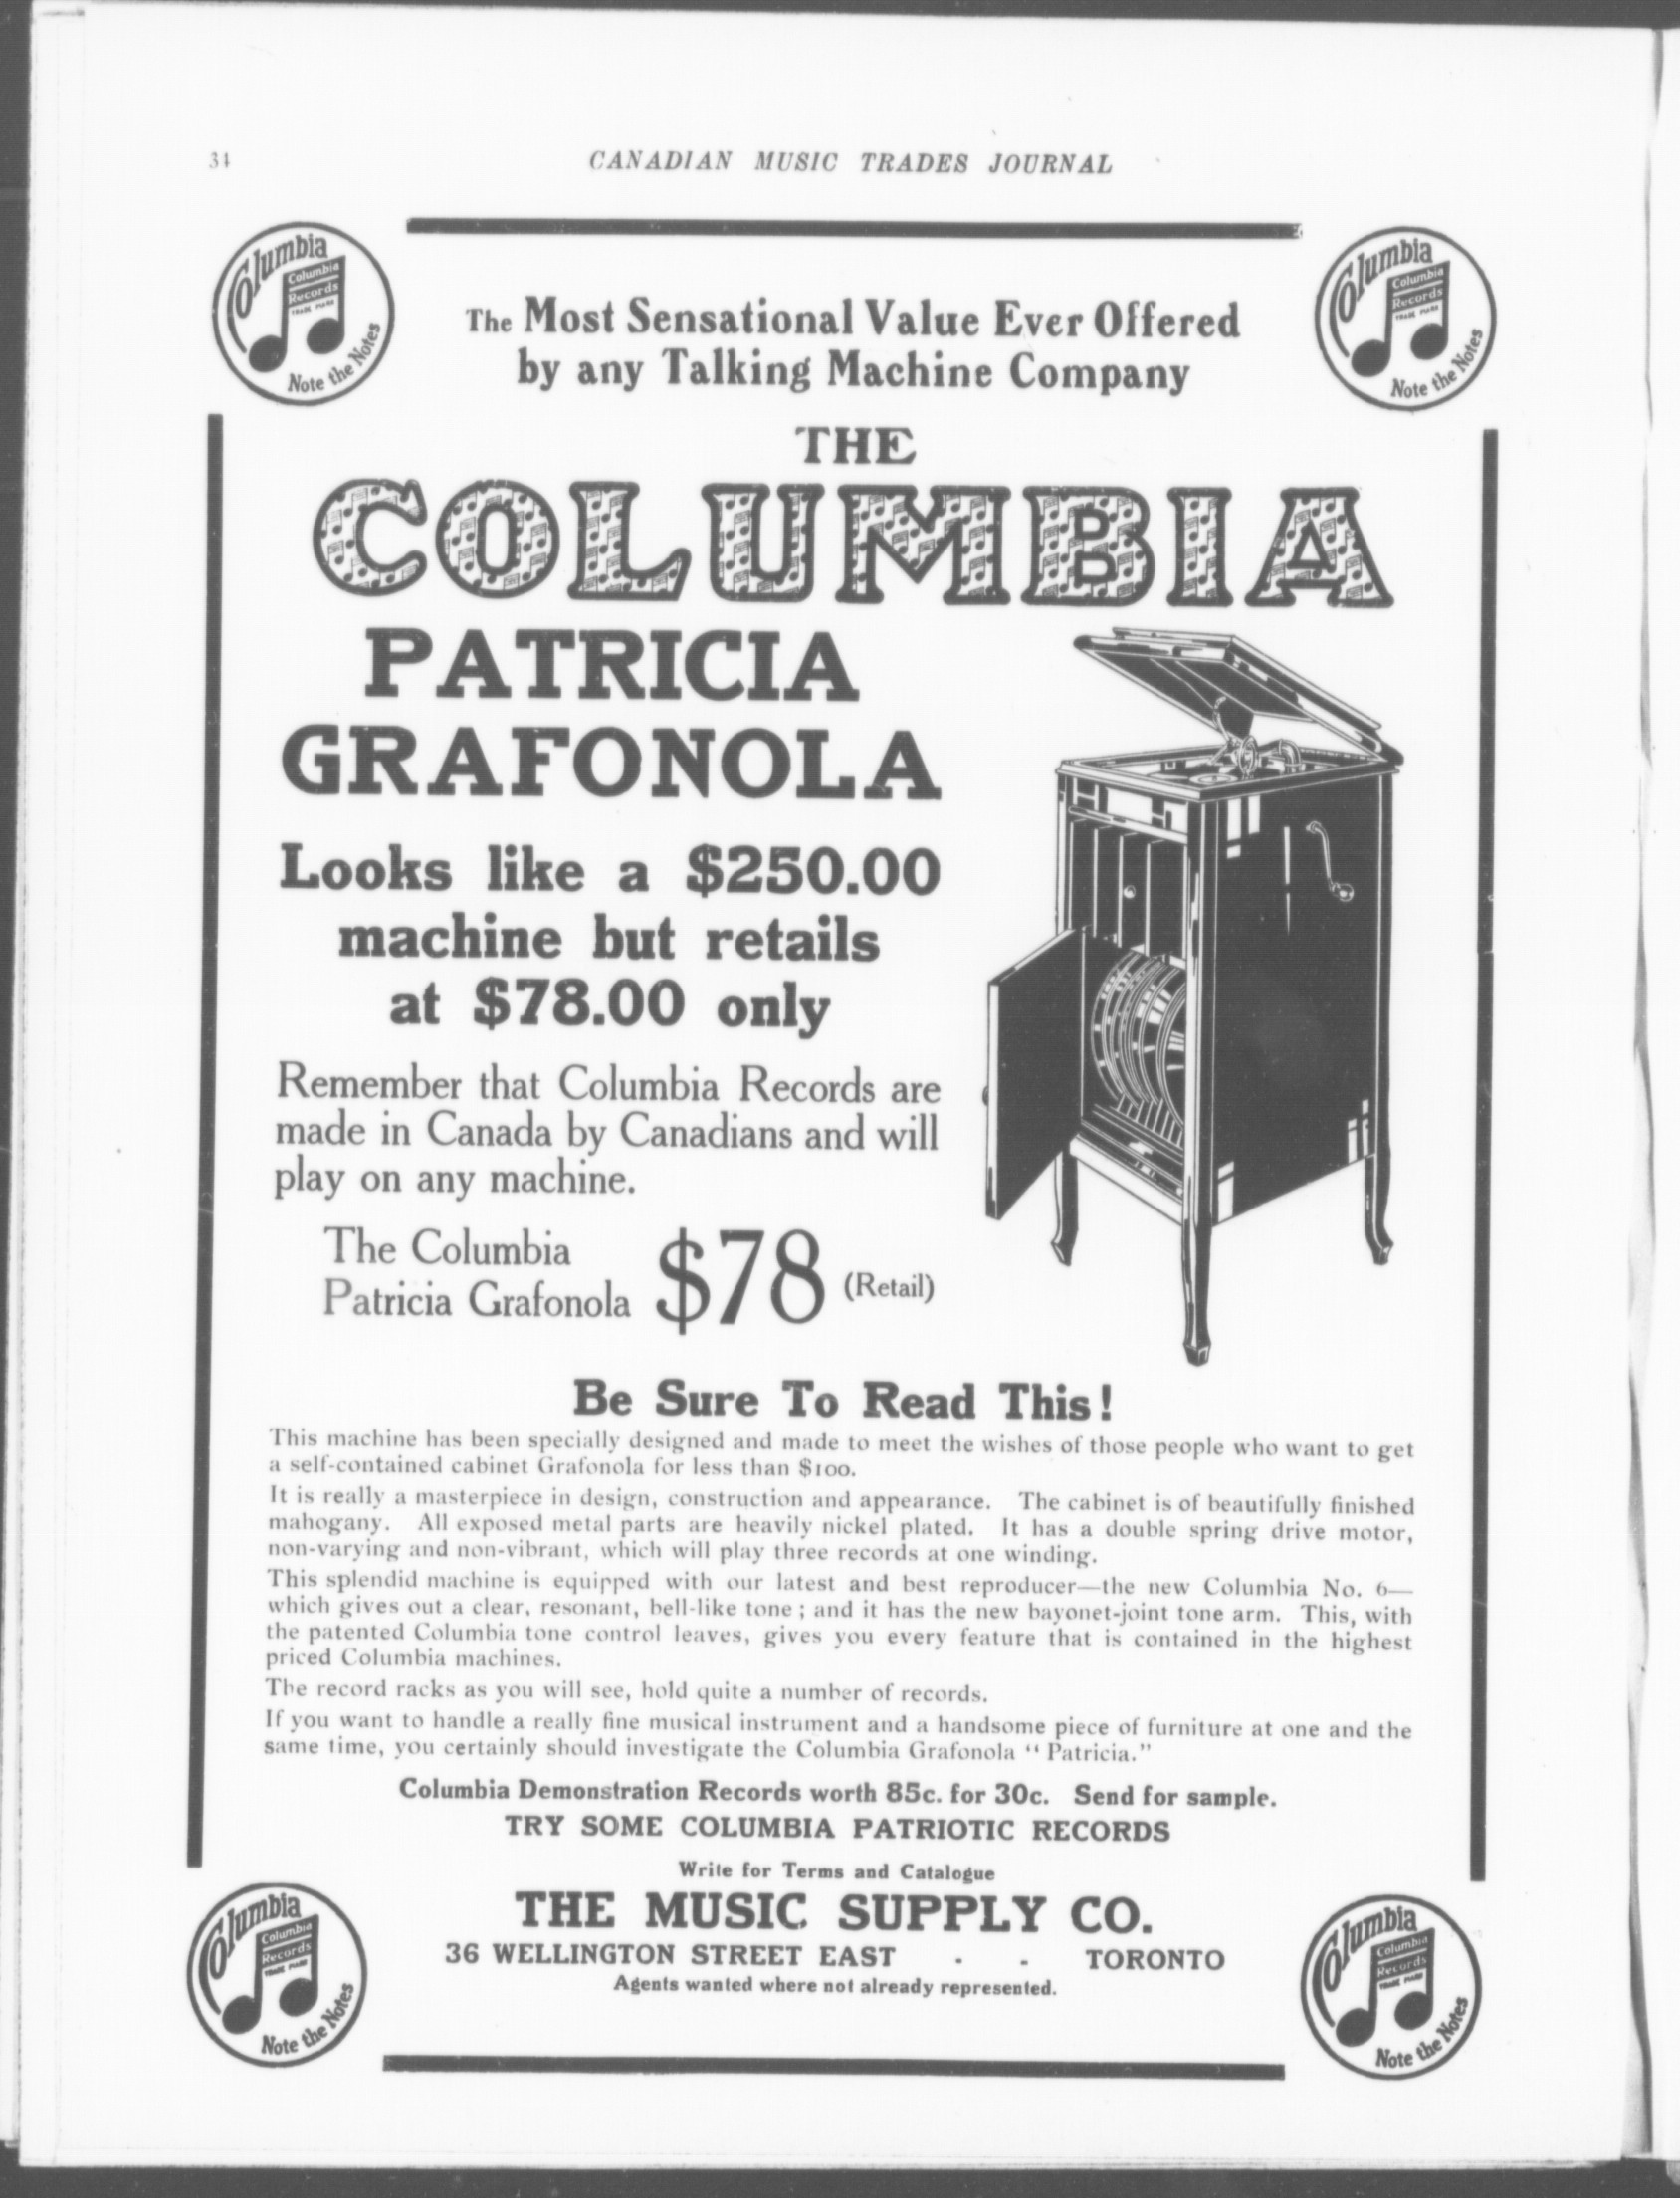 34
CANADIAN MUSIC TRADES JOURNAL
Columbia
Columbia
Records
TRADE MARK
Note the Notes
Columbia
Columbia
Records
TRADE MARK
Note the Notes
The Most Sensational Value Ever Offered
by any Talking Machine Company
THE
COLUMBIA
PATRICIA
GRAFONOLA
Looks like a $250.00
machine but retails
at $78.00 only
Remember that Columbia Records are
made in Canada by Canadians and will
play on any machine.
The Columbia
Patricia Grafonola $78 (Retail)
Be Sure To Read This!
This machine has been specially designed and made to meet the wishes of those people who want to get
a self-contained cabinet Grafonola for less than $100.
It is really a masterpiece in design, construction and appearance. The cabinet is of beautifully finished
mahogany. All exposed metal parts are heavily nickel plated. It has a double spring drive motor,
non-varying and non-vibrant, which will play three records at one winding.
This splendid machine is equipped with our latest and best reproducer—the new Columbia No. 6—
which gives out a clear, resonant, bell-like tone; and it has the new bayonet-joint tone arm. This, with
the patented Columbia tone control leaves, gives you every feature that is contained in the highest
priced Columbia machines.
The record racks as you will see, hold quite a number of records.
If you want to handle a really fine musical instrument and a handsome piece of furniture at one and the
same time, you certainly should investigate the Columbia Grafonola "Patricia."
Columbia Demonstration Records worth 85c. for 30c. Send for sample.
TRY SOME COLUMBIA PATRIOTIC RECORDS
Write for Terms and Catalogue
THE MUSIC SUPPLY CO.
36 WELLINGTON STREET EAST - - TORONTO
Agents wanted where not already represented.
Columbia
Columbia
Records
TRADE MARK
Note the Notes
Columbia
Columbia
Records
TRADE MARK
Note the Notes